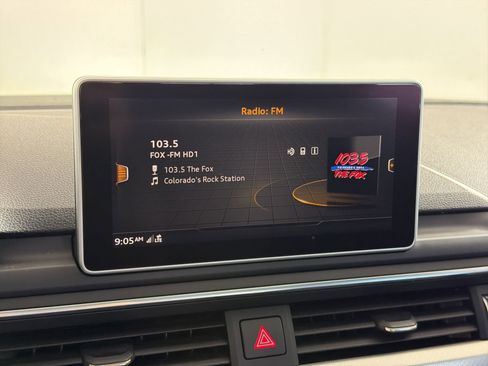 Radio: FM
103.5
FOX -FM HD1
103.5 The Fox
Colorado's Rock Station
103.5
THE FOX
9:05 AM LTE